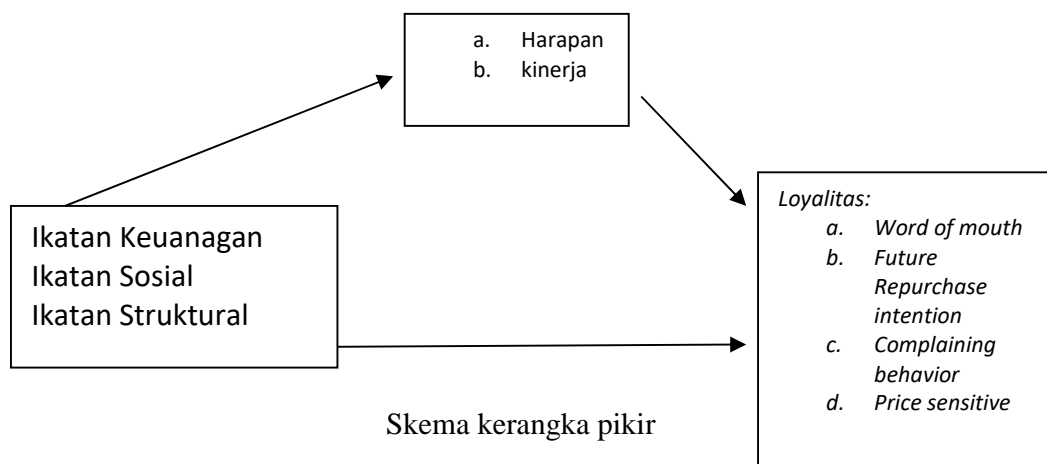 a. Harapan
b. kinerja
Ikatan Keuanagan
Ikatan Sosial
Ikatan Struktural
Loyalitas:
a. Word of mouth
b. Future
Repurchase
intention
c. Complaining
behavior
d. Price sensitive
Skema kerangka pikir